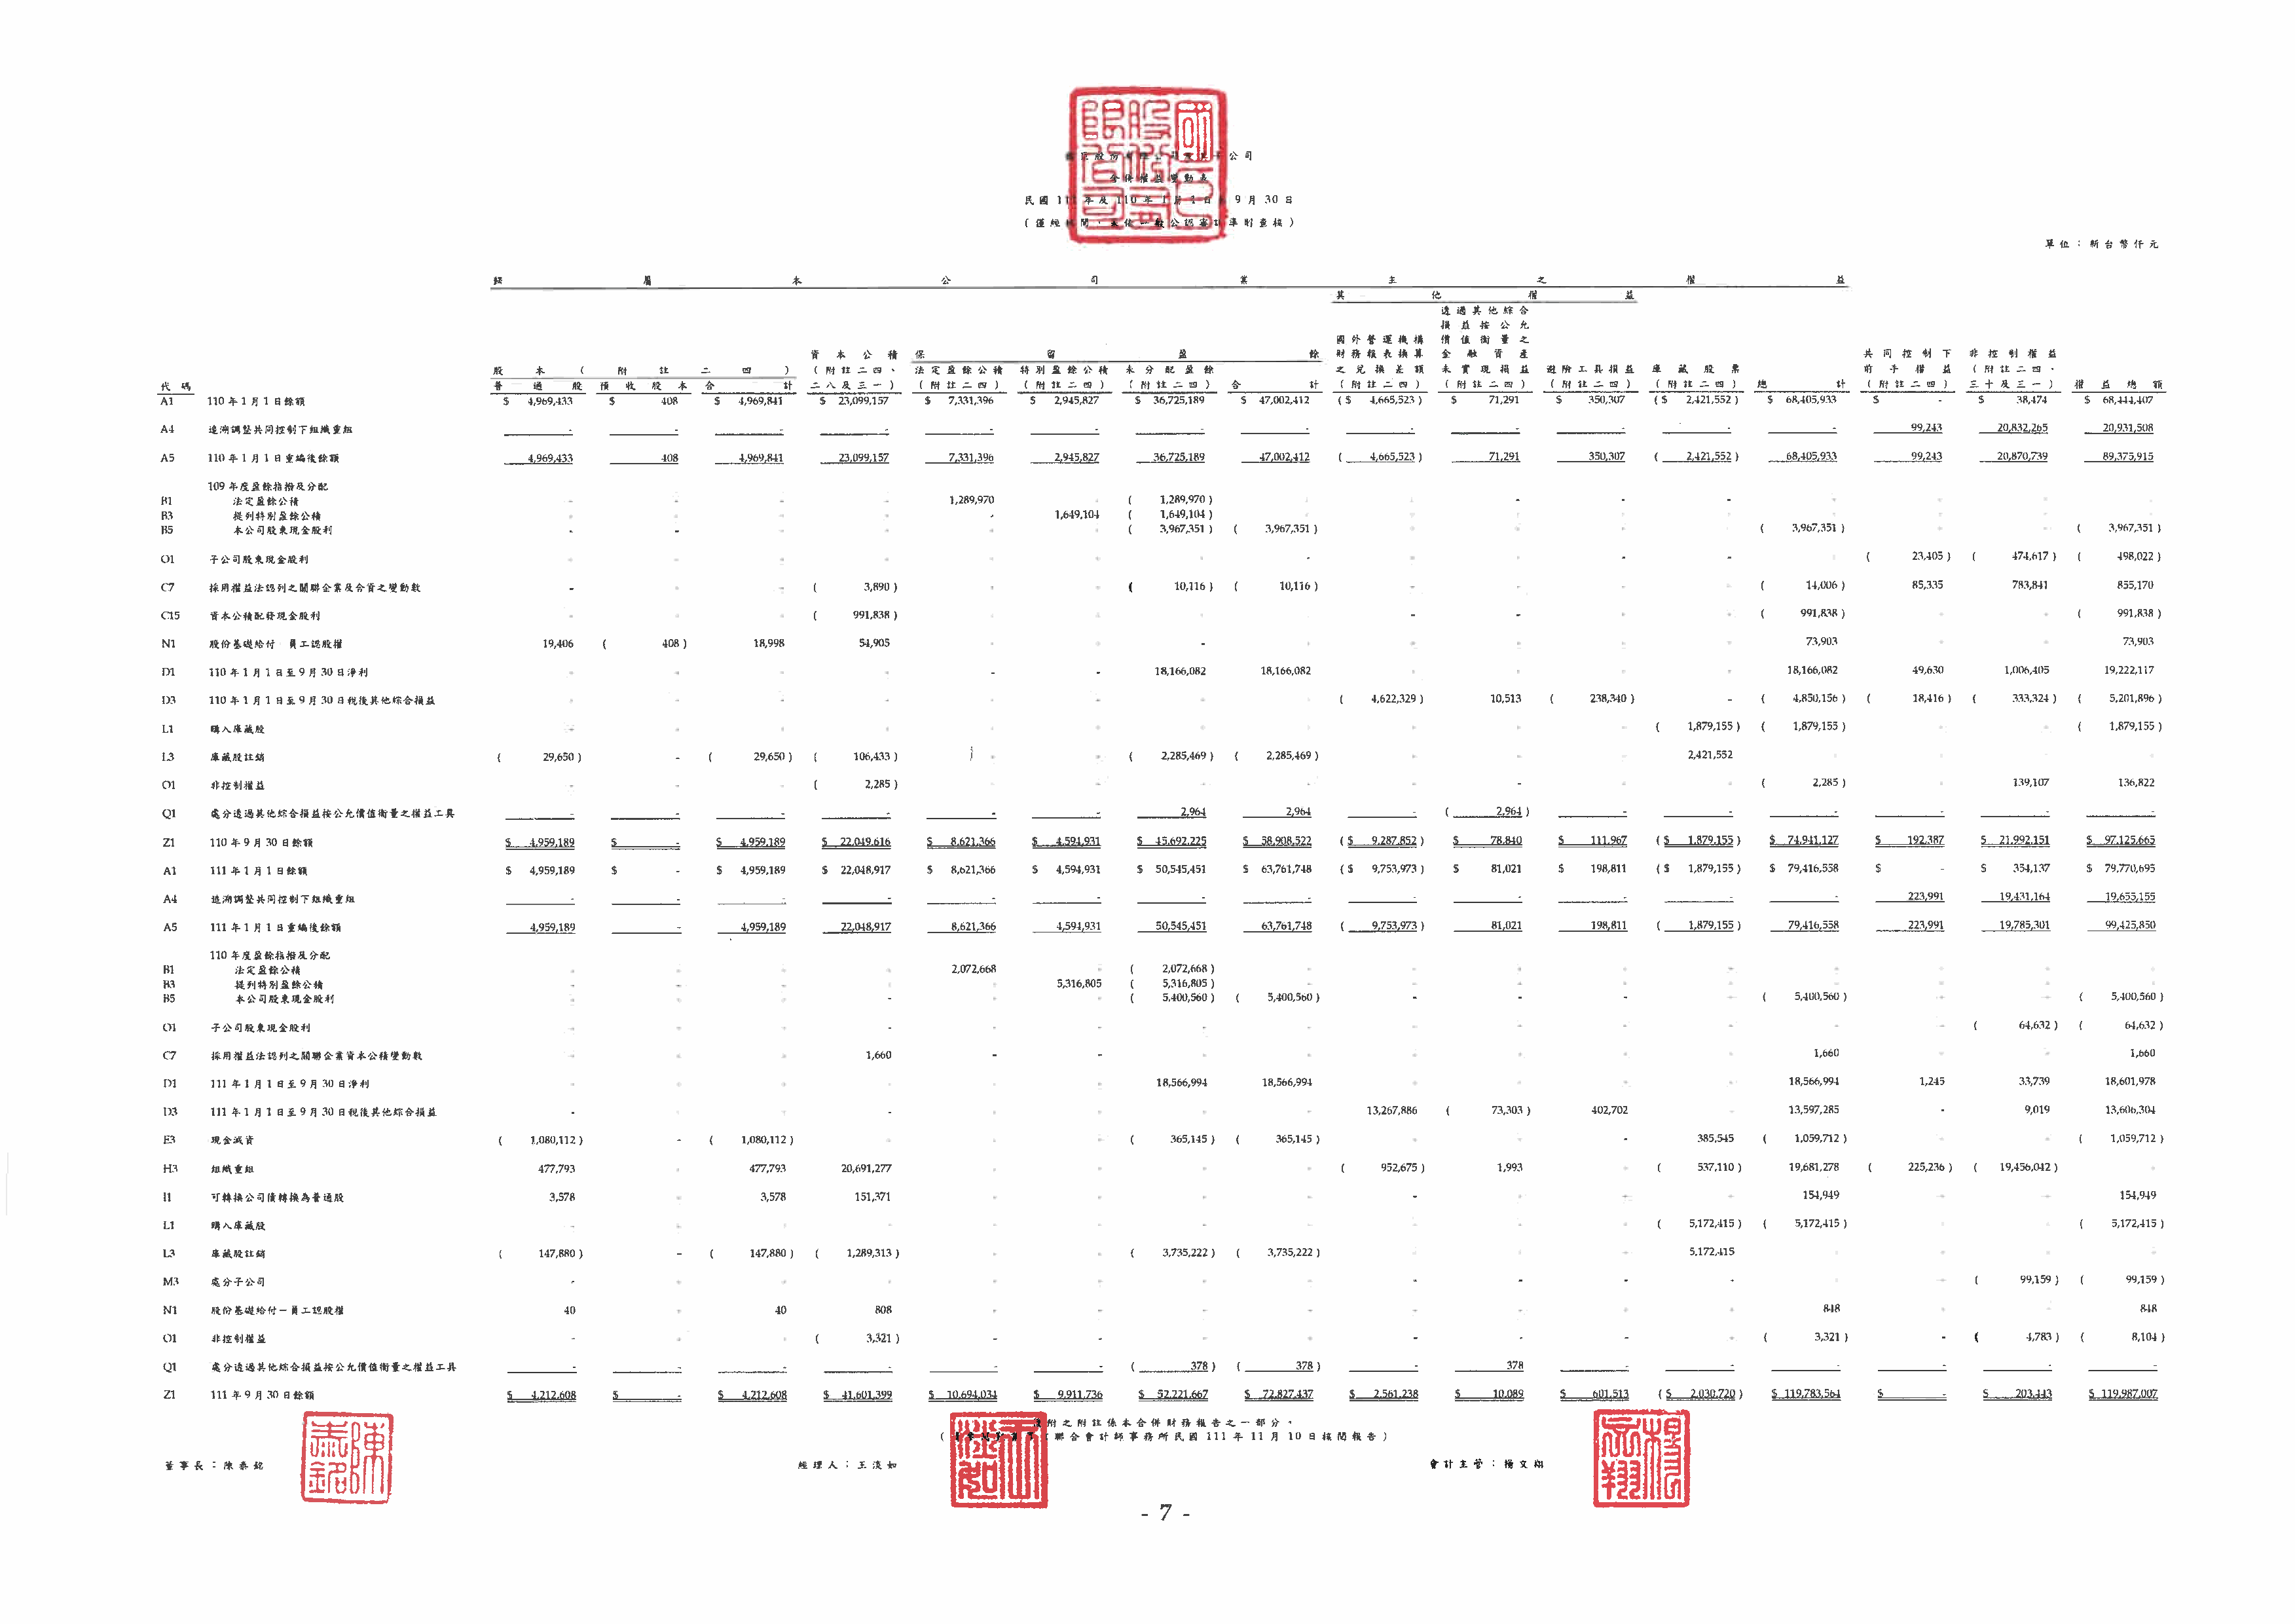 股份有限公司及子公司
合併權益變動表
民國 111 年及 110 年 1 月 1 日至 9 月 30 日
(僅經核閱,未依一般公認審計準則查核)
單位:新台幣仟元
歸 屬 本 公 司 業 主 之 權 益
其 他 權 益
代碼 股本(附註二四) 普通股 預收股本 合計 資本公積(附註二四、二八及三一) 保留盈餘 法定盈餘公積(附註二四) 特別盈餘公積(附註二四) 未分配盈餘(附註二四) 合計 國外營運機構財務報表換算之兌換差額(附註二四) 透過其他綜合損益按公允價值衡量之金融資產未實現損益(附註二四) 避險工具損益(附註二四) 庫藏股票(附註二四) 總計 共同控制下前手權益(附註二四) 非控制權益(附註二四、三十及三一) 權益總額
A1 110 年 1 月 1 日餘額 $ 4,969,433 $ 408 $ 4,969,841 $ 23,099,157 $ 7,331,396 $ 2,945,827 $ 36,725,189 $ 47,002,412 ($ 4,665,523) $ 71,291 $ 350,307 ($ 2,421,552) $ 68,405,933 $ - $ 38,474 $ 68,444,407
A4 追溯調整共同控制下組織重組 - - - - - - - - - - - - - 99,243 20,832,265 20,931,508
A5 110 年 1 月 1 日重編後餘額 4,969,433 408 4,969,841 23,099,157 7,331,396 2,945,827 36,725,189 47,002,412 ( 4,665,523) 71,291 350,307 ( 2,421,552) 68,405,933 99,243 20,870,739 89,375,915
109 年度盈餘指撥及分配
B1 法定盈餘公積 - - - - 1,289,970 - ( 1,289,970) - - - - - - - - -
B3 提列特別盈餘公積 - - - - - 1,649,104 ( 1,649,104) - - - - - - - - -
B5 本公司股東現金股利 - - - - - - ( 3,967,351) ( 3,967,351) - - - - ( 3,967,351) - - ( 3,967,351)
O1 子公司股東現金股利 - - - - - - - - - - - - - ( 23,405) ( 474,617) ( 498,022)
C7 採用權益法認列之關聯企業及合資之變動數 - - - ( 3,890) - - ( 10,116) ( 10,116) - - - - ( 14,006) 85,335 783,841 855,170
C15 資本公積配發現金股利 - - - ( 991,838) - - - - - - - - ( 991,838) - - ( 991,838)
N1 股份基礎給付—員工認股權 19,406 ( 408) 18,998 54,905 - - - - - - - - 73,903 - - 73,903
D1 110 年 1 月 1 日至 9 月 30 日淨利 - - - - - - 18,166,082 18,166,082 - - - - 18,166,082 49,630 1,006,405 19,222,117
D3 110 年 1 月 1 日至 9 月 30 日稅後其他綜合損益 - - - - - - - - ( 4,622,329) 10,513 ( 238,340) - ( 4,850,156) ( 18,416) ( 333,324) ( 5,201,896)
L1 購入庫藏股 - - - - - - - - - - - ( 1,879,155) ( 1,879,155) - - ( 1,879,155)
L3 庫藏股註銷 ( 29,650) - ( 29,650) ( 106,433) - - ( 2,285,469) ( 2,285,469) - - - 2,421,552 - - - -
O1 非控制權益 - - - ( 2,285) - - - - - - - - ( 2,285) - 139,107 136,822
Q1 處分透過其他綜合損益按公允價值衡量之權益工具 - - - - - - 2,964 2,964 - ( 2,964) - - - - - -
Z1 110 年 9 月 30 日餘額 $ 4,959,189 $ - $ 4,959,189 $ 22,049,616 $ 8,621,366 $ 4,594,931 $ 45,692,225 $ 58,908,522 ($ 9,287,852) $ 78,840 $ 111,967 ($ 1,879,155) $ 74,941,127 $ 192,387 $ 21,992,151 $ 97,125,665
A1 111 年 1 月 1 日餘額 $ 4,959,189 $ - $ 4,959,189 $ 22,048,917 $ 8,621,366 $ 4,594,931 $ 50,545,451 $ 63,761,748 ($ 9,753,973) $ 81,021 $ 198,811 ($ 1,879,155) $ 79,416,558 $ - $ 354,137 $ 79,770,695
A4 追溯調整共同控制下組織重組 - - - - - - - - - - - - - 223,991 19,431,164 19,655,155
A5 111 年 1 月 1 日重編後餘額 4,959,189 - 4,959,189 22,048,917 8,621,366 4,594,931 50,545,451 63,761,748 ( 9,753,973) 81,021 198,811 ( 1,879,155) 79,416,558 223,991 19,785,301 99,425,850
110 年度盈餘指撥及分配
B1 法定盈餘公積 - - - - 2,072,668 - ( 2,072,668) - - - - - - - - -
B3 提列特別盈餘公積 - - - - - 5,316,805 ( 5,316,805) - - - - - - - - -
B5 本公司股東現金股利 - - - - - - ( 5,400,560) ( 5,400,560) - - - - ( 5,400,560) - - ( 5,400,560)
O1 子公司股東現金股利 - - - - - - - - - - - - - - ( 64,632) ( 64,632)
C7 採用權益法認列之關聯企業資本公積變動數 - - - 1,660 - - - - - - - - 1,660 - - 1,660
D1 111 年 1 月 1 日至 9 月 30 日淨利 - - - - - - 18,566,994 18,566,994 - - - - 18,566,994 1,245 33,739 18,601,978
D3 111 年 1 月 1 日至 9 月 30 日稅後其他綜合損益 - - - - - - - - 13,267,886 ( 73,303) 402,702 - 13,597,285 - 9,019 13,606,304
E3 現金減資 ( 1,080,112) - ( 1,080,112) - - - ( 365,145) ( 365,145) - - - 385,545 ( 1,059,712) - - ( 1,059,712)
H3 組織重組 477,793 - 477,793 20,691,277 - - - - ( 952,675) 1,993 - ( 537,110) 19,681,278 ( 225,236) ( 19,456,042) -
I1 可轉換公司債轉換為普通股 3,578 - 3,578 151,371 - - - - - - - - 154,949 - - 154,949
L1 購入庫藏股 - - - - - - - - - - - ( 5,172,415) ( 5,172,415) - - ( 5,172,415)
L3 庫藏股註銷 ( 147,880) - ( 147,880) ( 1,289,313) - - ( 3,735,222) ( 3,735,222) - - - 5,172,415 - - - -
M3 處分子公司 - - - - - - - - - - - - - - ( 99,159) ( 99,159)
N1 股份基礎給付—員工認股權 40 - 40 808 - - - - - - - - 848 - - 848
O1 非控制權益 - - - ( 3,321) - - - - - - - - ( 3,321) - ( 4,783) ( 8,104)
Q1 處分透過其他綜合損益按公允價值衡量之權益工具 - - - - - - ( 378) ( 378) - 378 - - - - - -
Z1 111 年 9 月 30 日餘額 $ 4,212,608 $ - $ 4,212,608 $ 41,601,399 $ 10,694,034 $ 9,911,736 $ 52,221,667 $ 72,827,437 $ 2,561,238 $ 10,089 $ 601,513 ($ 2,030,720) $ 119,783,564 $ - $ 203,443 $ 119,987,007
後附之附註係本合併財務報告之一部分。
聯合會計師事務所民國 111 年 11 月 10 日核閱報告)
董事長:陳泰銘 經理人:王淡如 會計主管:楊文翔
- 7 -